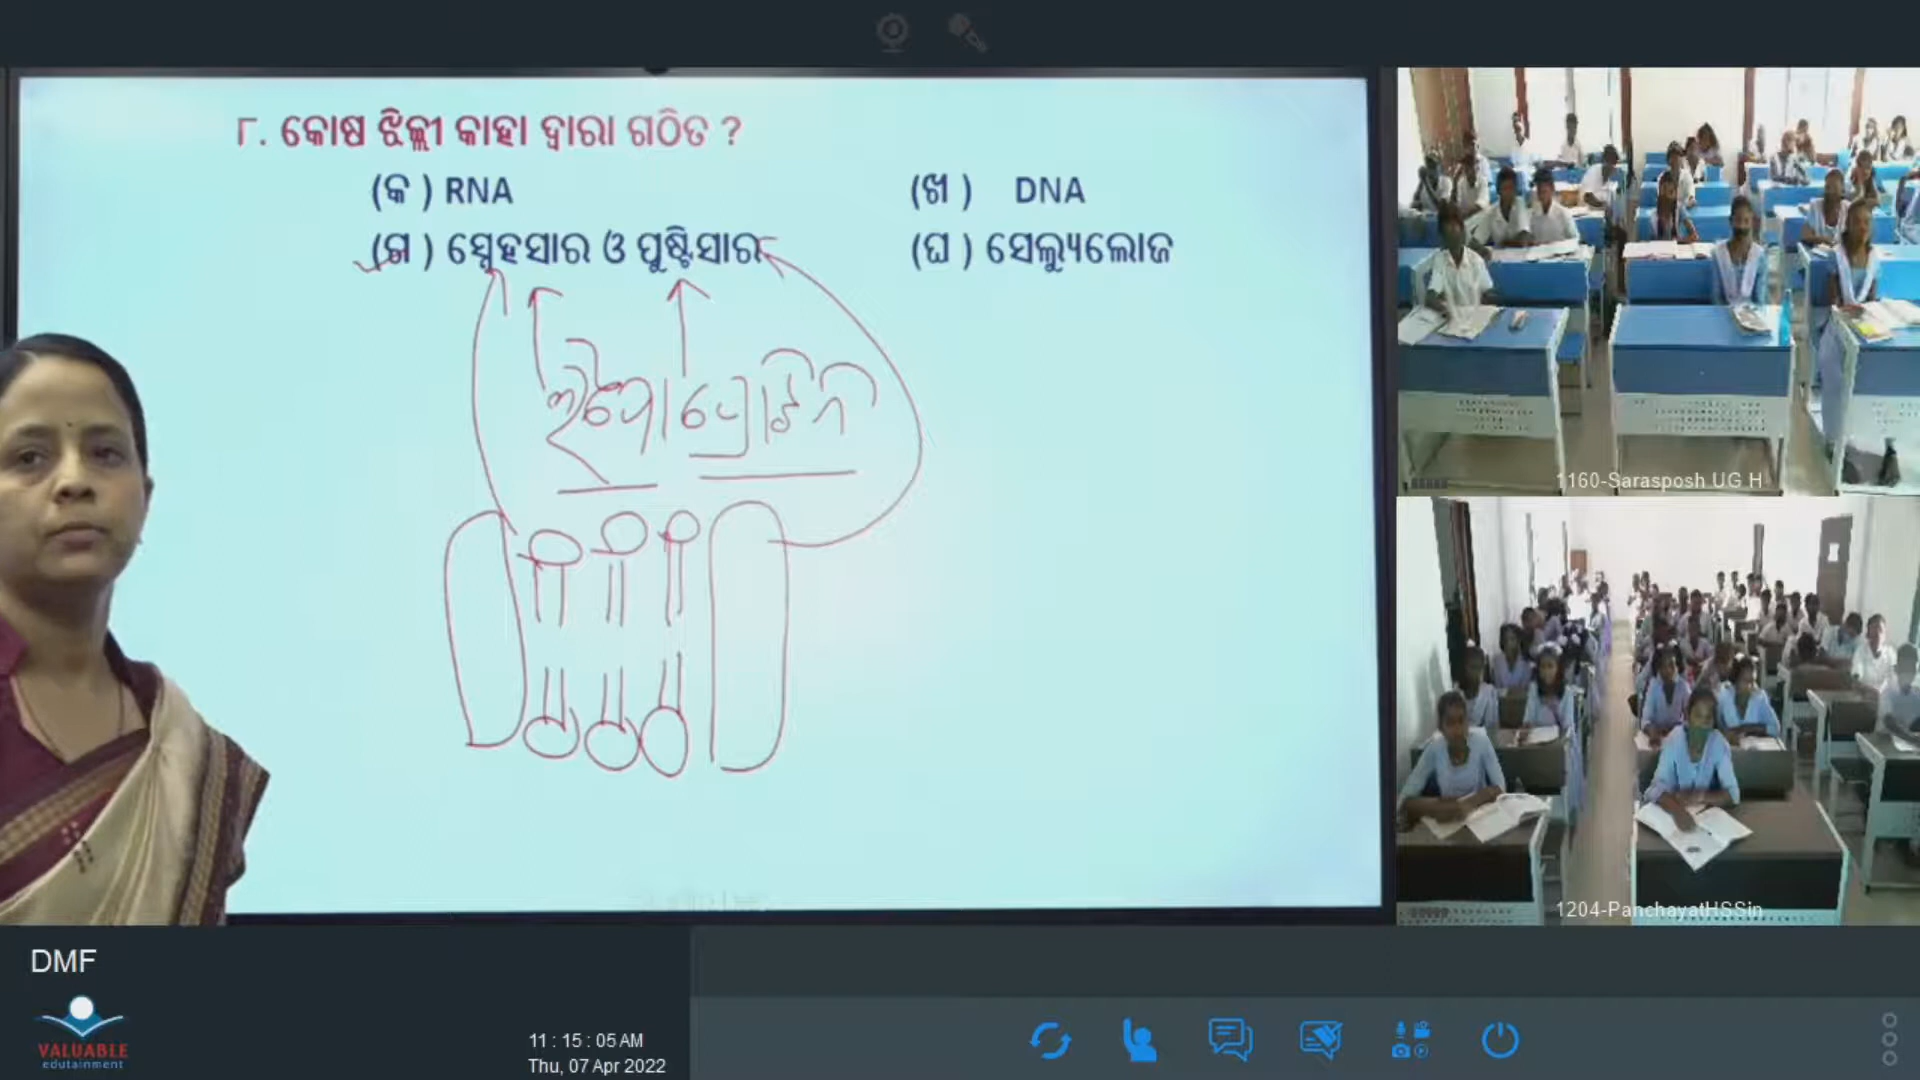 ୮. କୋଷ ଝିଲ୍ଲୀ କାହା ଦ୍ୱାରା ଗଠିତ ?
(କ ) RNA (ଖ ) DNA
(ଗ ) ସ୍ନେହସାର ଓ ପୁଷ୍ଟିସାର (ଘ ) ସେଲ୍ୟୁଲୋଜ
ଲିପୋପ୍ରୋଟିନ
1160-Sarasposh UG H
1204-PanchayatHSSin
DMF
VALUABLE
edutainment
11 : 15 : 05 AM
Thu, 07 Apr 2022